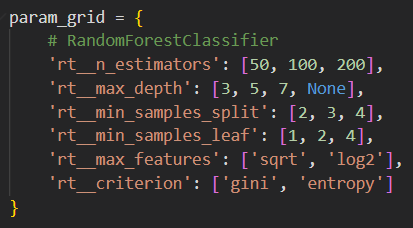 param_grid = {
    # RandomForestClassifier
    'rt__n_estimators': [50, 100, 200],
    'rt__max_depth': [3, 5, 7, None],
    'rt__min_samples_split': [2, 3, 4],
    'rt__min_samples_leaf': [1, 2, 4],
    'rt__max_features': ['sqrt', 'log2'],
    'rt__criterion': ['gini', 'entropy']
}